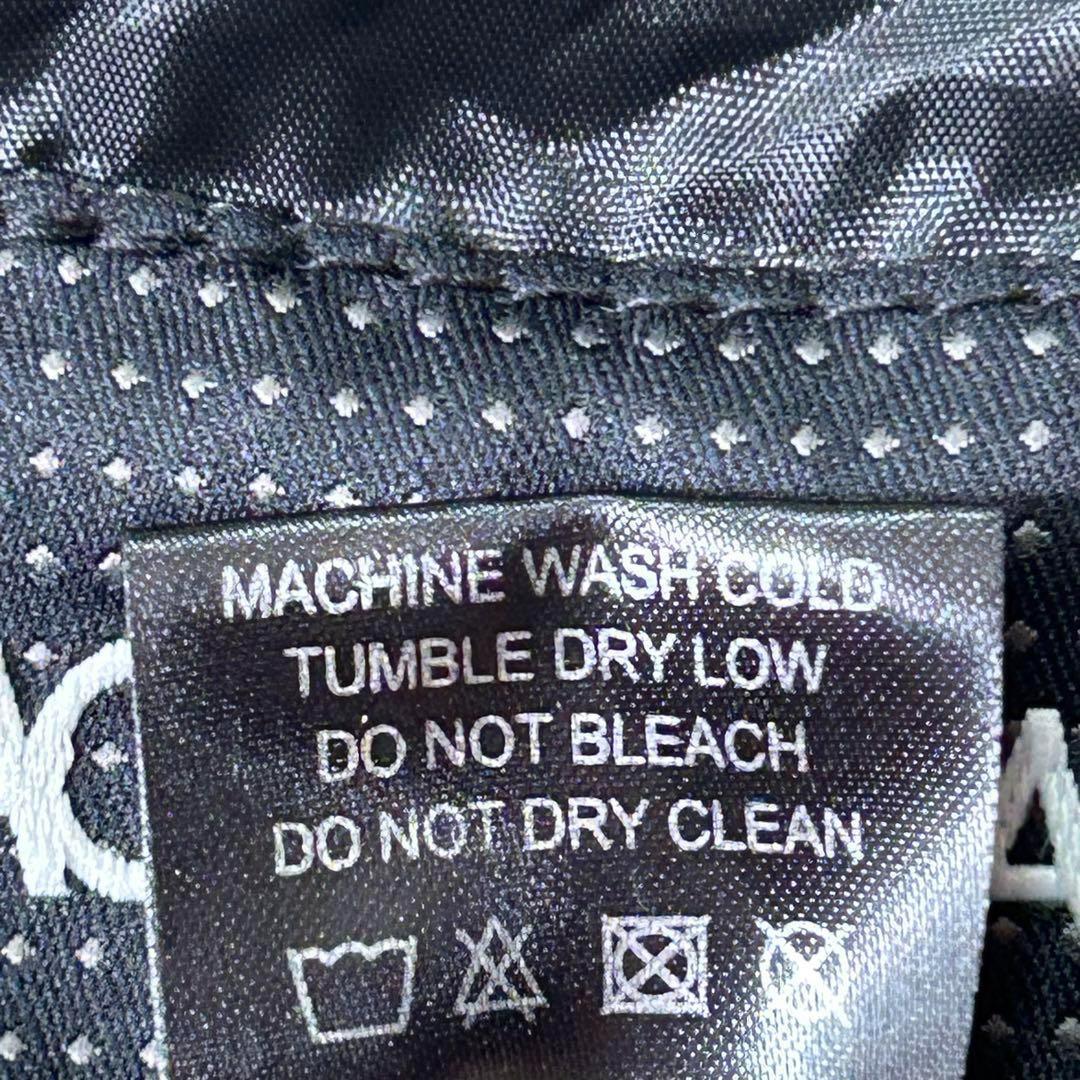 MACHINE WASH COLD
TUMBLE DRY LOW
DO NOT BLEACH
DO NOT DRY CLEAN